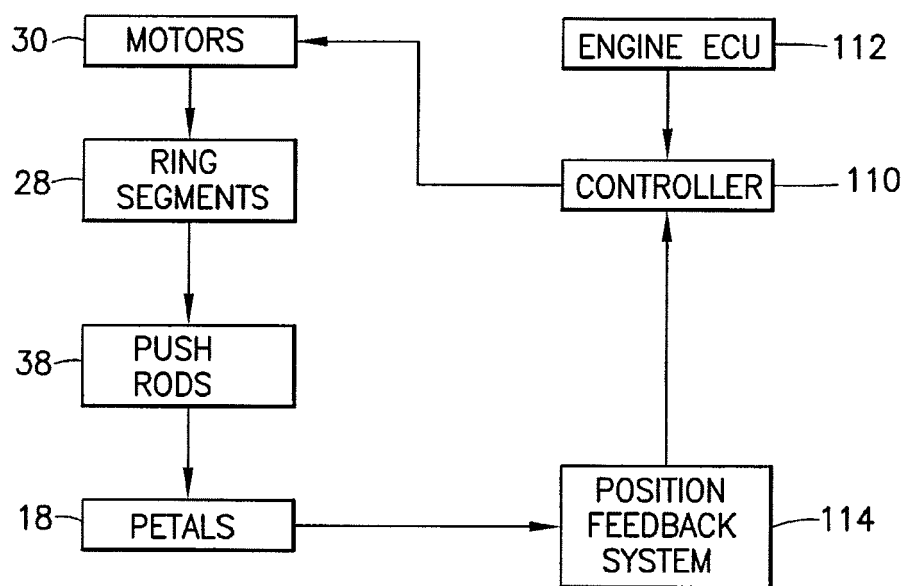 30
MOTORS
ENGINE ECU
112
28
RING
SEGMENTS
CONTROLLER
110
38
PUSH
RODS
18
PETALS
POSITION
FEEDBACK
SYSTEM
114